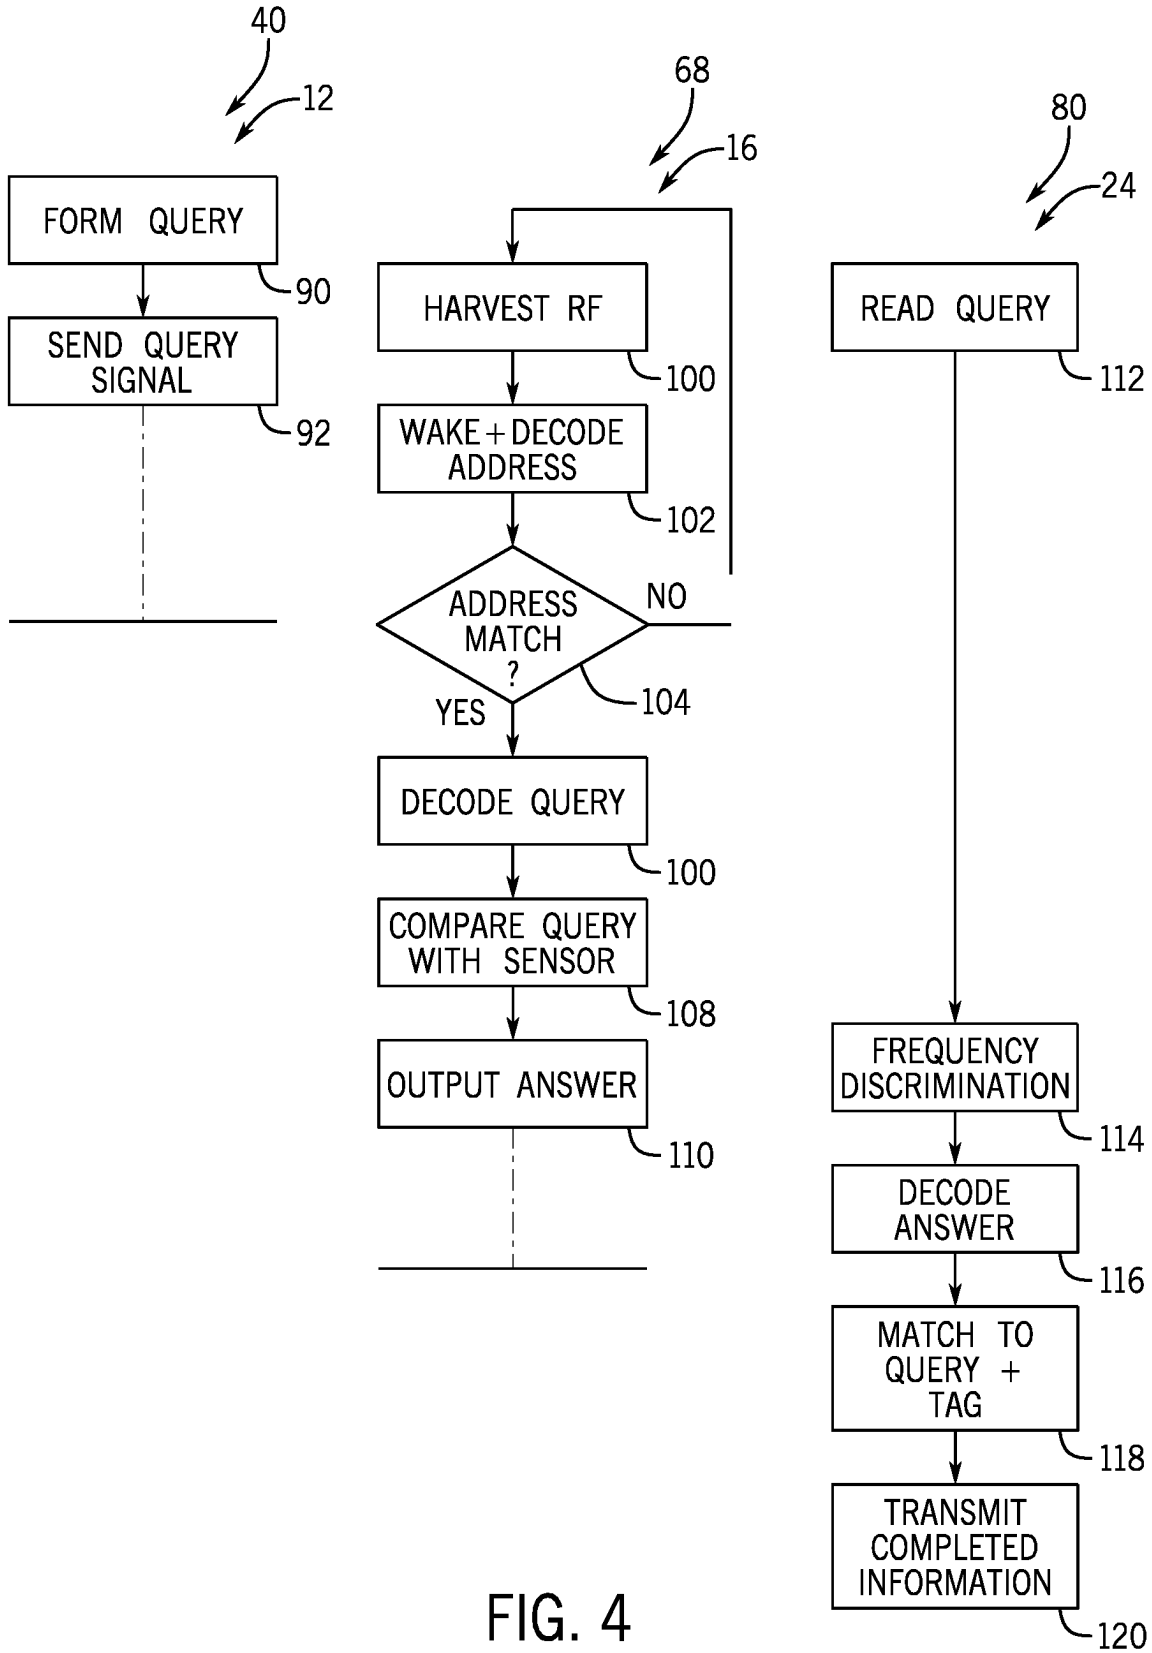 40
12
FORM QUERY
90
SEND QUERY
SIGNAL
92
68
16
HARVEST RF
100
WAKE+DECODE
ADDRESS
102
ADDRESS
MATCH
?
NO
104
YES
DECODE QUERY
100
COMPARE QUERY
WITH SENSOR
108
OUTPUT ANSWER
110
80
24
READ QUERY
112
FREQUENCY
DISCRIMINATION
114
DECODE
ANSWER
116
MATCH TO
QUERY +
TAG
118
TRANSMIT
COMPLETED
INFORMATION
120
FIG. 4